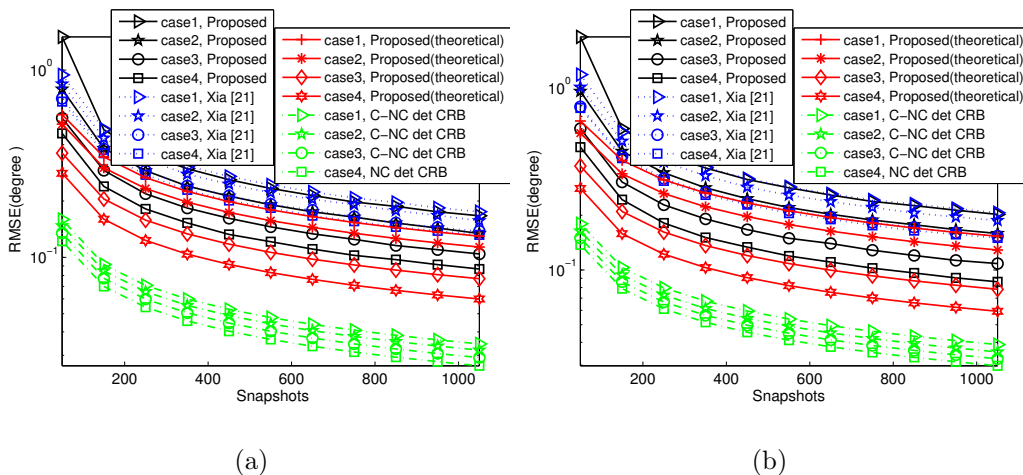 case1, Proposed
case2, Proposed
case3, Proposed
case4, Proposed
case1, Xia [21]
case2, Xia [21]
case3, Xia [21]
case4, Xia [21]
case1, Proposed(theoretical)
case2, Proposed(theoretical)
case3, Proposed(theoretical)
case4, Proposed(theoretical)
case1, C−NC det CRB
case2, C−NC det CRB
case3, C−NC det CRB
case4, NC det CRB
10^0
10^-1
RMSE(degree )
200 400 600 800 1000
Snapshots
(a)
case1, Proposed
case2, Proposed
case3, Proposed
case4, Proposed
case1, Xia [21]
case2, Xia [21]
case3, Xia [21]
case4, Xia [21]
case1, Proposed(theoretical)
case2, Proposed(theoretical)
case3, Proposed(theoretical)
case4, Proposed(theoretical)
case1, C−NC det CRB
case2, C−NC det CRB
case3, C−NC det CRB
case4, NC det CRB
10^0
10^-1
RMSE(degree)
200 400 600 800 1000
Snapshots
(b)